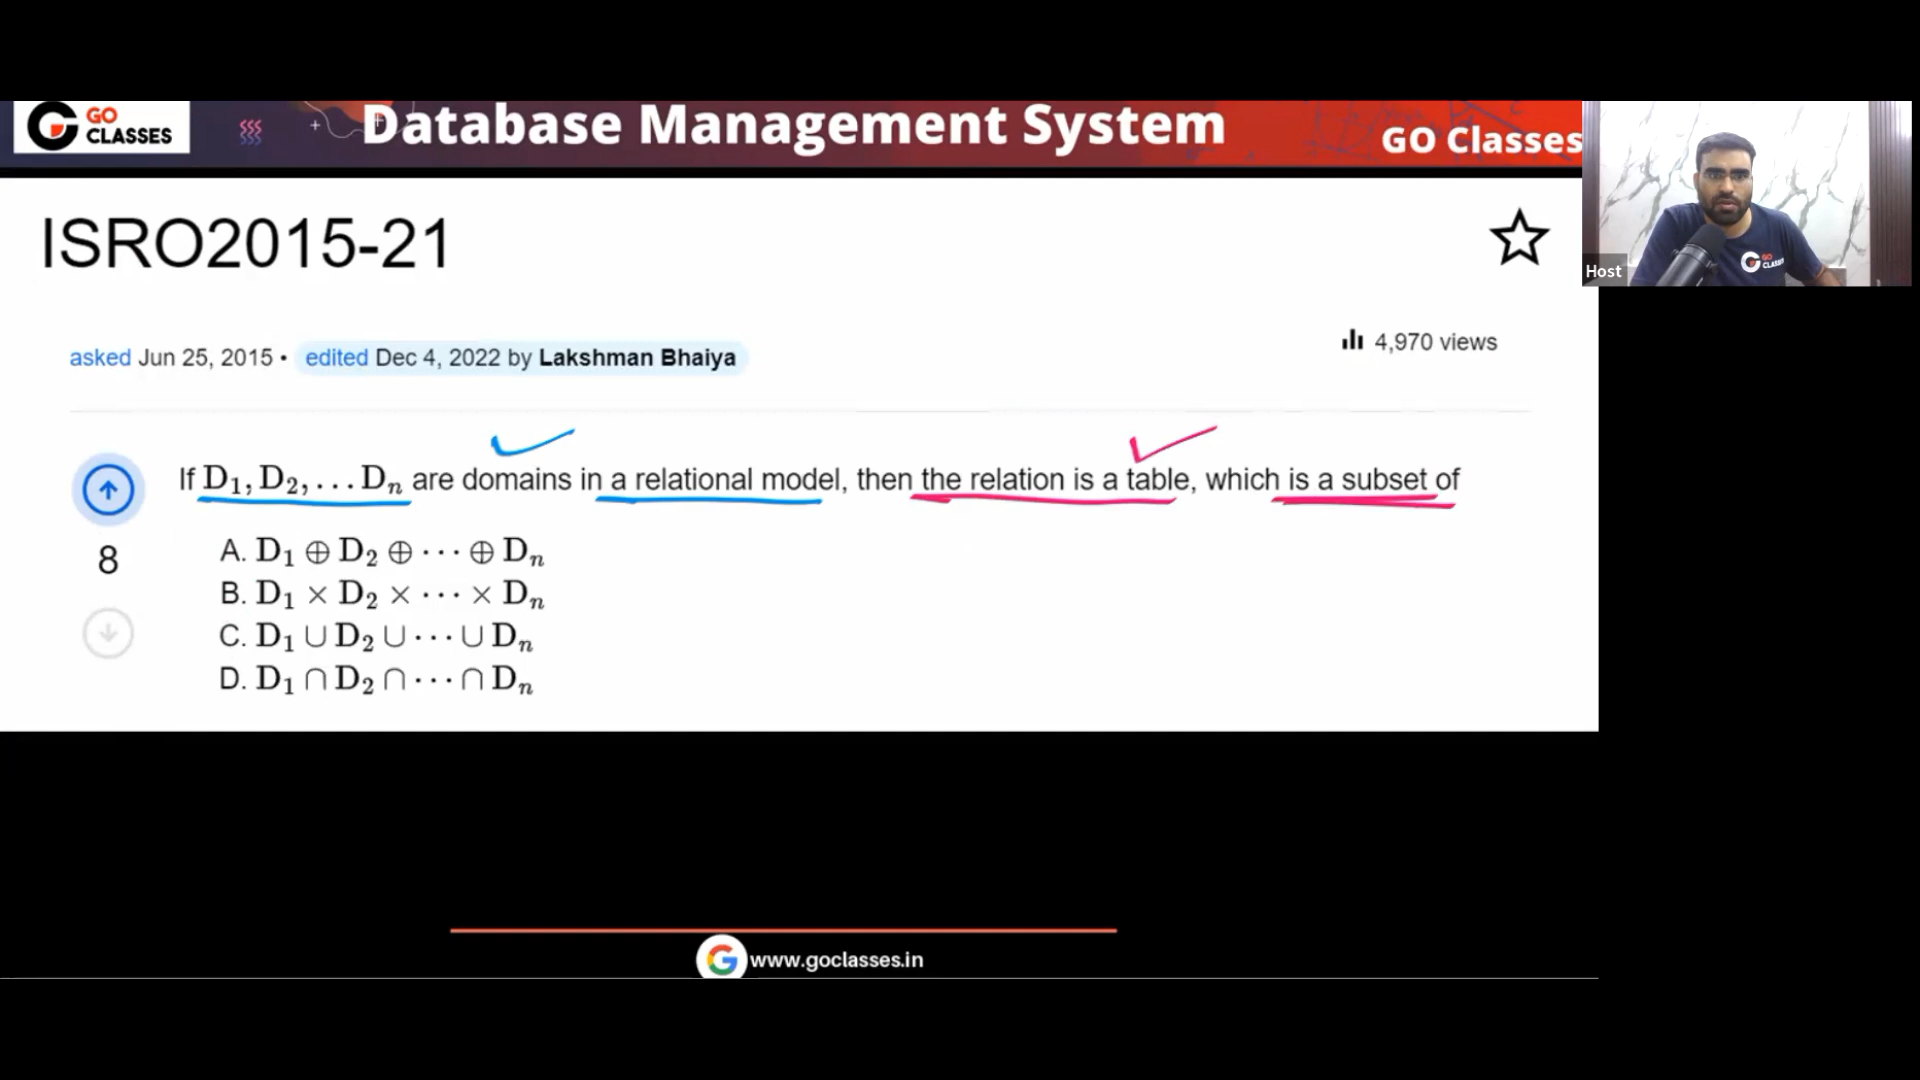 GO
CLASSES
Database Management System
GO Classes
ISRO2015-21
Host
asked Jun 25, 2015 • edited Dec 4, 2022 by Lakshman Bhaiya
4,970 views
If D₁, D₂, … Dₙ are domains in a relational model, then the relation is a table, which is a subset of
8
A. D₁ ⊕ D₂ ⊕ ⋯ ⊕ Dₙ
B. D₁ × D₂ × ⋯ × Dₙ
C. D₁ ∪ D₂ ∪ ⋯ ∪ Dₙ
D. D₁ ∩ D₂ ∩ ⋯ ∩ Dₙ
www.goclasses.in